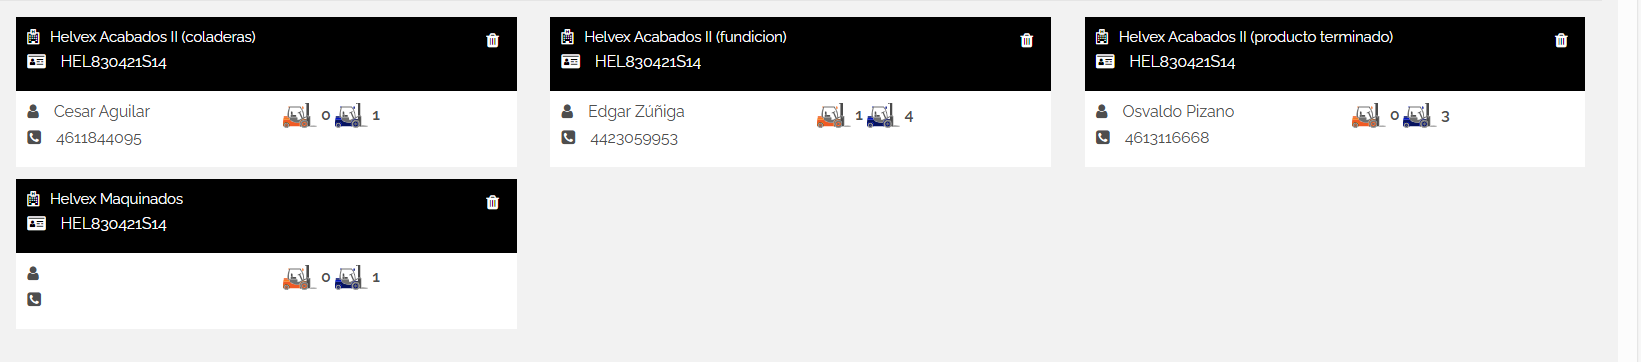 Helvex Acabados II (coladeras)
HEL830421S14
Cesar Aguilar 0 1
4611844095
Helvex Acabados II (fundicion)
HEL830421S14
Edgar Zúñiga 1 4
4423059953
Helvex Acabados II (producto terminado)
HEL830421S14
Osvaldo Pizano 0 3
4613116668
Helvex Maquinados
HEL830421S14
0 1